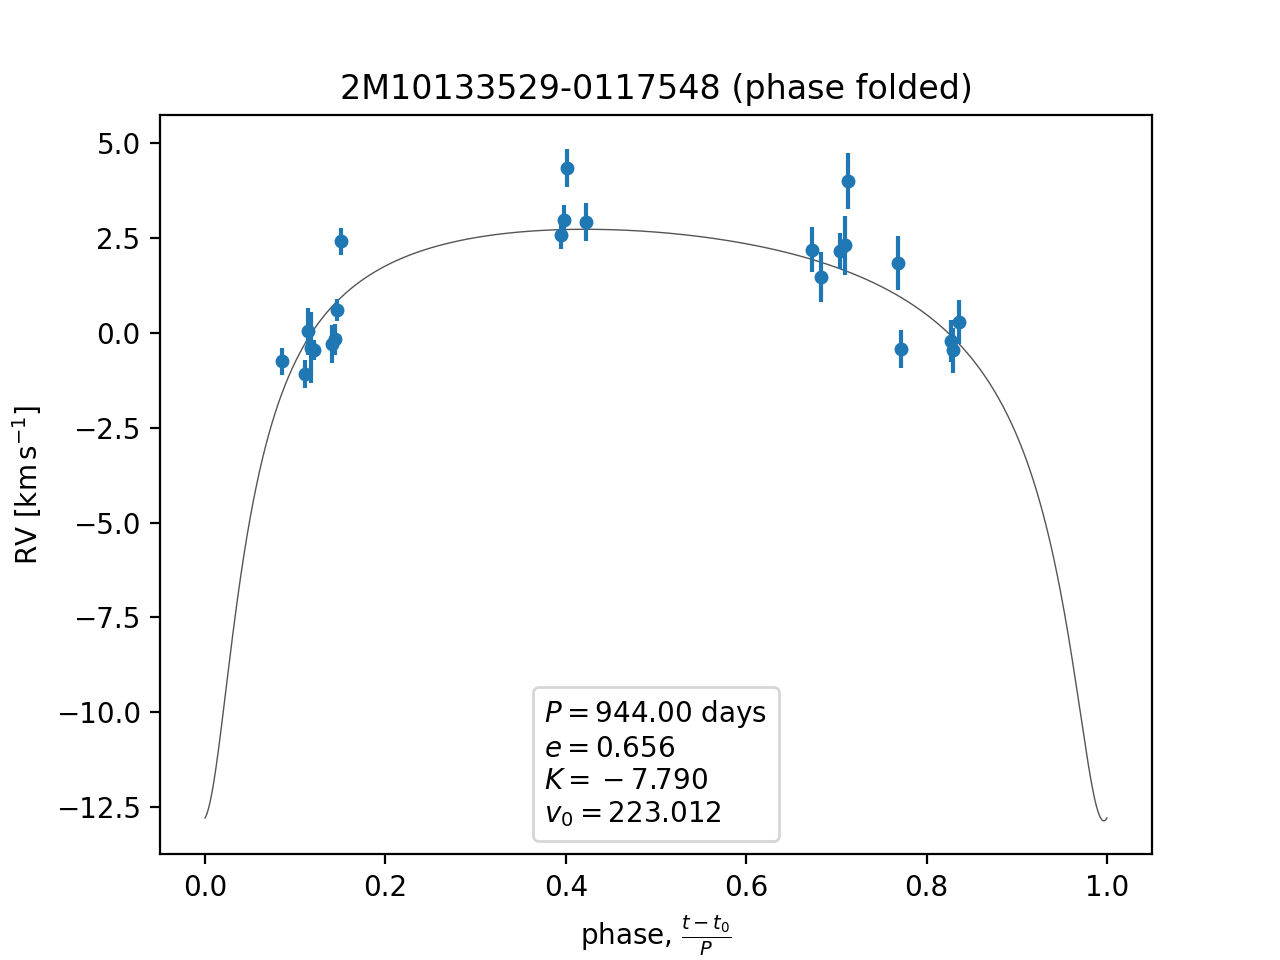 2M10133529-0117548 (phase folded)
RV [km s⁻¹]
5.0
2.5
0.0
−2.5
−5.0
−7.5
−10.0
−12.5
P = 944.00 days
e = 0.656
K = −7.790
v₀ = 223.012
0.0 0.2 0.4 0.6 0.8 1.0
phase, (t − t₀)/P